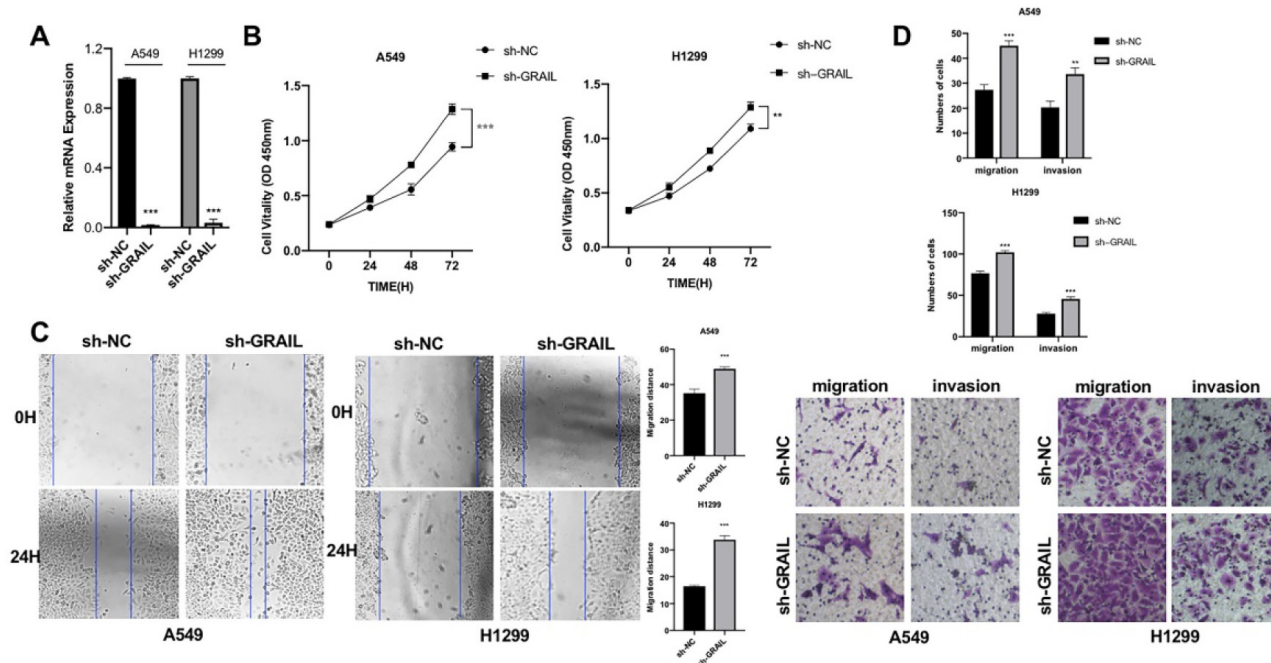 A
A549 H1299
Relative mRNA Expression
1.2
0.8
0.4
0.0
***
***
sh-NC
sh-GRAIL
sh-NC
sh-GRAIL
B
A549
sh-NC
sh-GRAIL
Cell Vitality (OD 450nm)
1.5
1.0
0.5
0.0
***
0 24 48 72
TIME(H)
H1299
sh-NC
sh-GRAIL
Cell Vitality (OD 450nm)
1.5
1.0
0.5
0.0
**
0 24 48 72
TIME(H)
C
sh-NC sh-GRAIL sh-NC sh-GRAIL
0H
24H
A549
0H
24H
H1299
A549
Migration distance
60
40
20
0
***
sh-NC
sh-GRAIL
H1299
Migration distance
60
40
20
0
***
sh-NC
sh-GRAIL
D
A549
sh-NC
sh-GRAIL
Numbers of cells
50
40
30
20
10
0
***
**
migration invasion
H1299
sh-NC
sh-GRAIL
Numbers of cells
150
100
50
0
***
***
migration invasion
migration invasion
sh-NC
sh-GRAIL
A549
migration invasion
sh-NC
sh-GRAIL
H1299